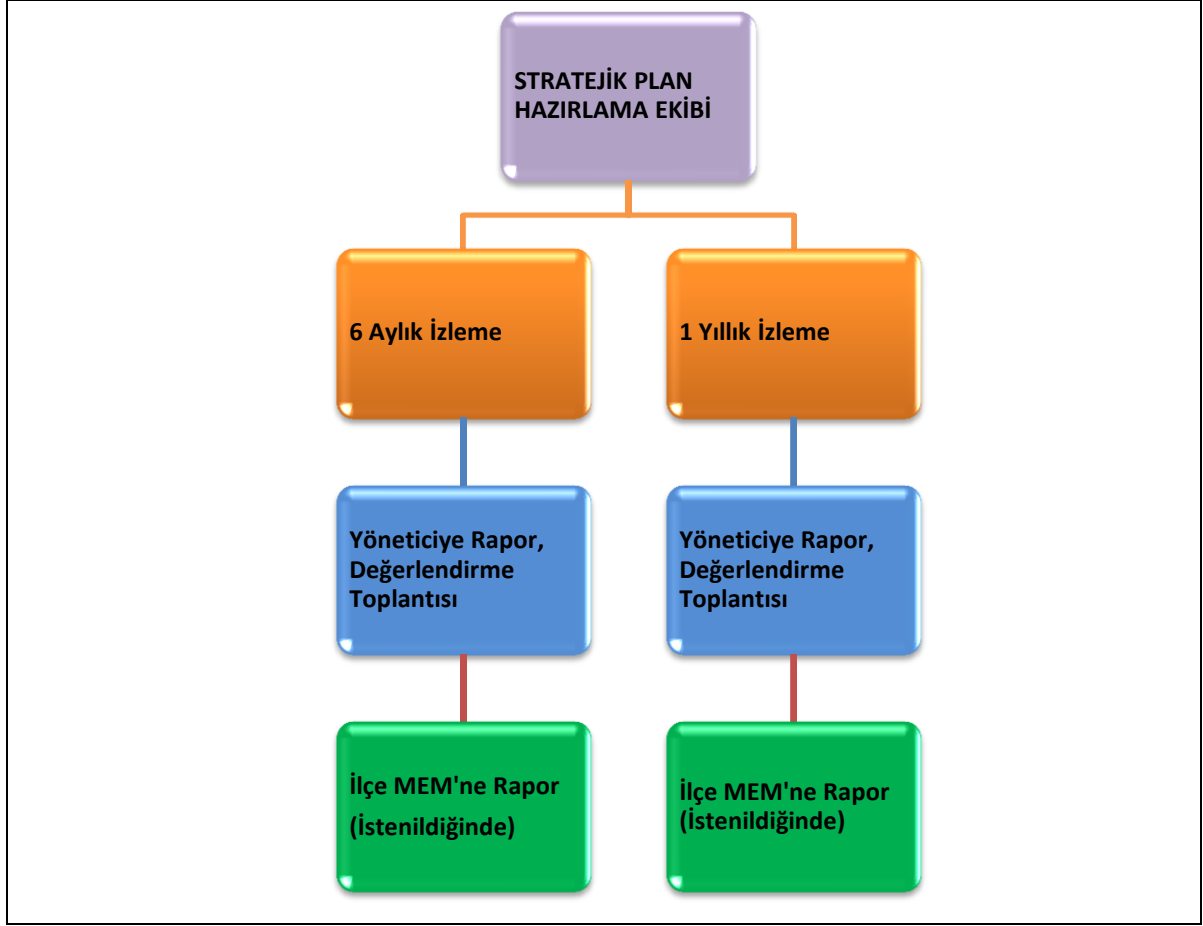 STRATEJİK PLAN
HAZIRLAMA EKİBİ
6 Aylık İzleme
1 Yıllık İzleme
Yöneticiye Rapor,
Değerlendirme
Toplantısı
Yöneticiye Rapor,
Değerlendirme
Toplantısı
İlçe MEM'ne Rapor
(İstenildiğinde)
İlçe MEM'ne Rapor
(İstenildiğinde)